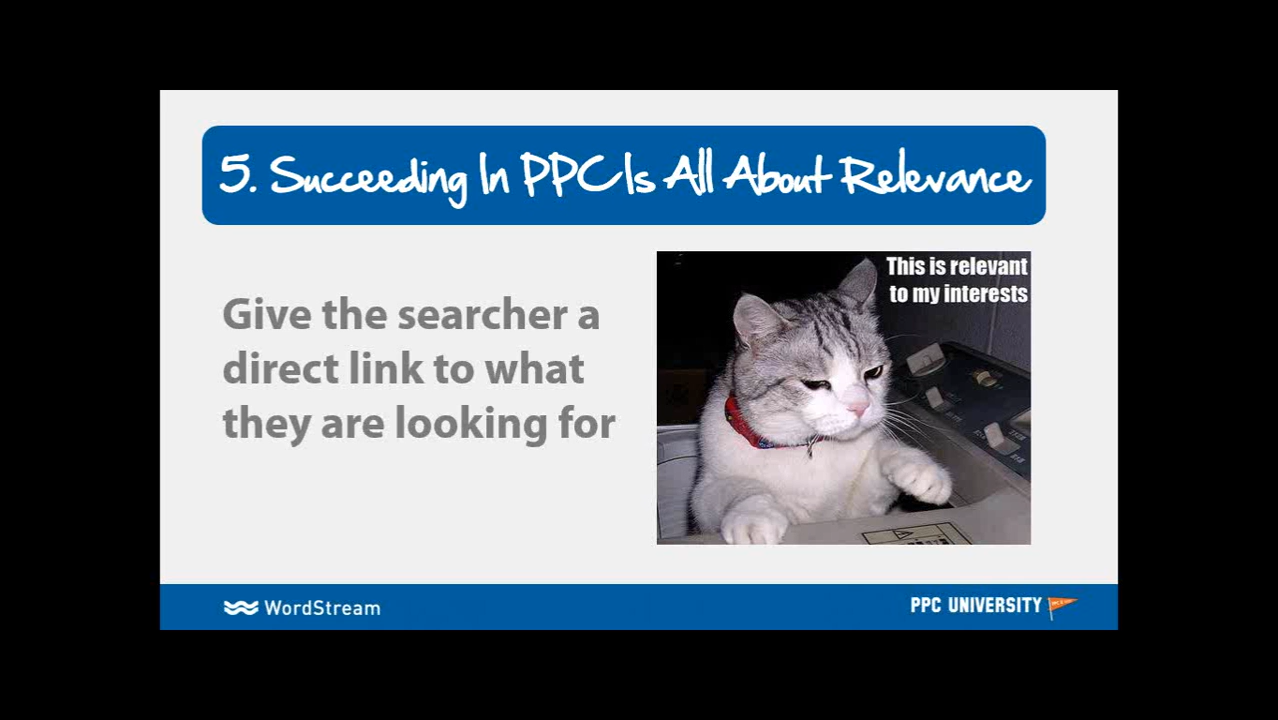 5. Succeeding In PPC Is All About Relevance
This is relevant
to my interests
Give the searcher a
direct link to what
they are looking for
WordStream
PPC UNIVERSITY